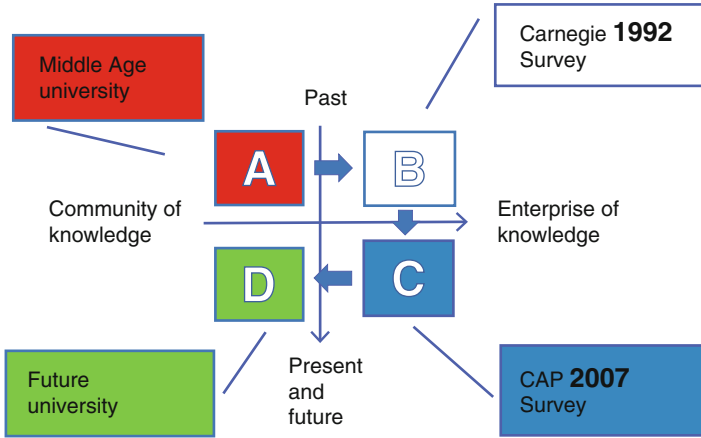 Middle Age
university
Carnegie 1992
Survey
Past
A
B
Community of
knowledge
Enterprise of
knowledge
D
C
Future
university
Present
and
future
CAP 2007
Survey